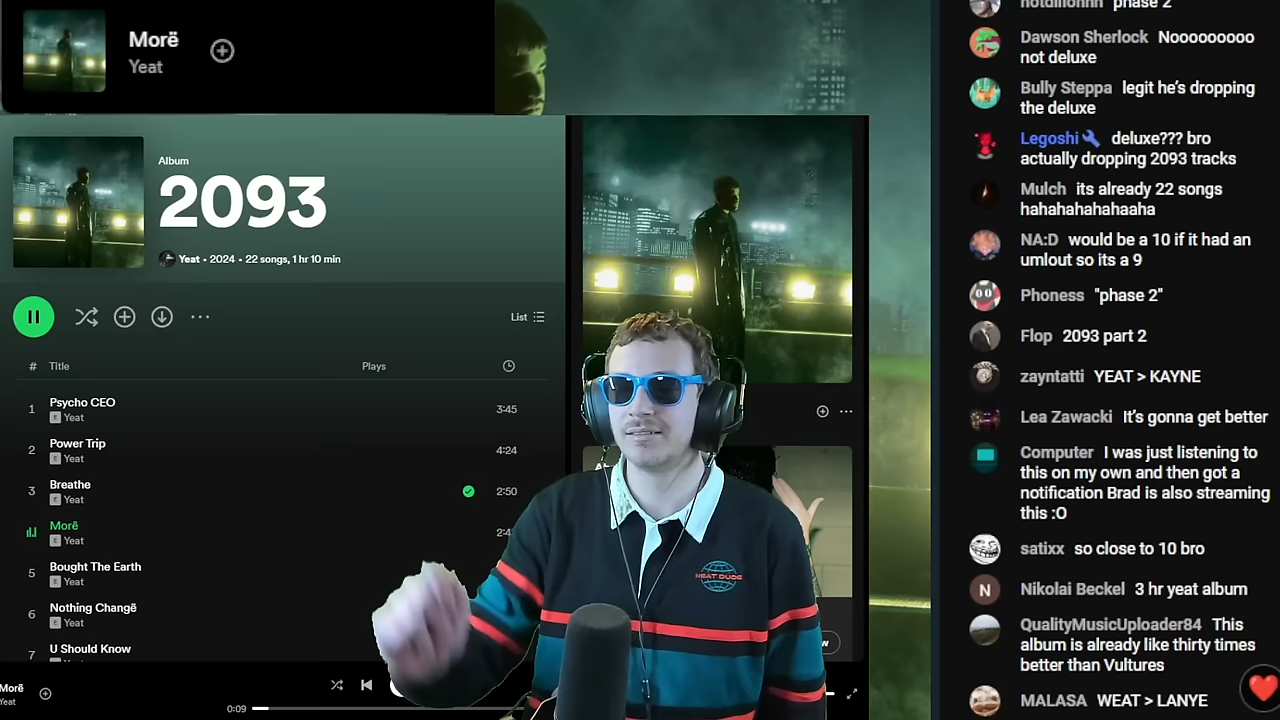 Morë
Yeat
Album
2093
Yeat • 2024 • 22 songs, 1 hr 10 min
List
# Title Plays
1 Psycho CEO 3:45
E Yeat
2 Power Trip 4:24
E Yeat
3 Breathe 2:50
E Yeat
Morë
E Yeat
5 Bought The Earth
E Yeat
6 Nothing Changë
E Yeat
7 U Should Know
Morë
Yeat
0:09
NEAT DUDE
phase 2
Dawson Sherlock Nooooooooo
not deluxe
Bully Steppa legit he's dropping
the deluxe
Legoshi deluxe??? bro
actually dropping 2093 tracks
Mulch its already 22 songs
hahahahahahaaha
NA:D would be a 10 if it had an
umlout so its a 9
Phoness "phase 2"
Flop 2093 part 2
zayntatti YEAT > KAYNE
Lea Zawacki It's gonna get better
Computer I was just listening to
this on my own and then got a
notification Brad is also streaming
this :O
satixx so close to 10 bro
N
Nikolai Beckel 3 hr yeat album
QualityMusicUploader84 This
album is already like thirty times
better than Vultures
MALASA WEAT > LANYE